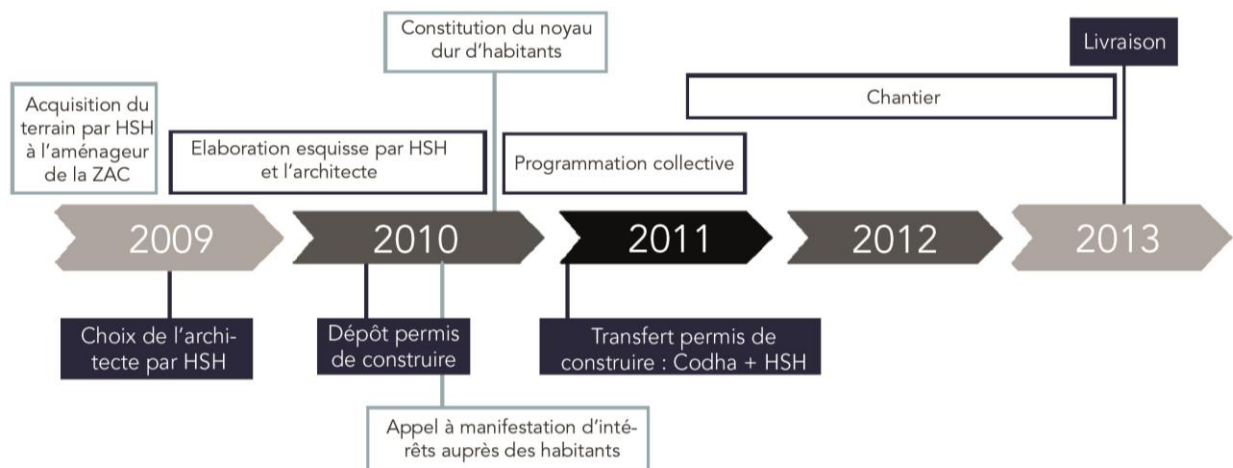 Constitution du noyau
dur d'habitants
Livraison
Acquisition du
terrain par HSH
à l'aménageur
de la ZAC
Chantier
Elaboration esquisse par HSH
et l'architecte
Programmation collective
2009
2010
2011
2012
2013
Choix de l'archi-
tecte par HSH
Dépôt permis
de construire
Transfert permis de
construire : Codha + HSH
Appel à manifestation d'inté-
rêts auprès des habitants